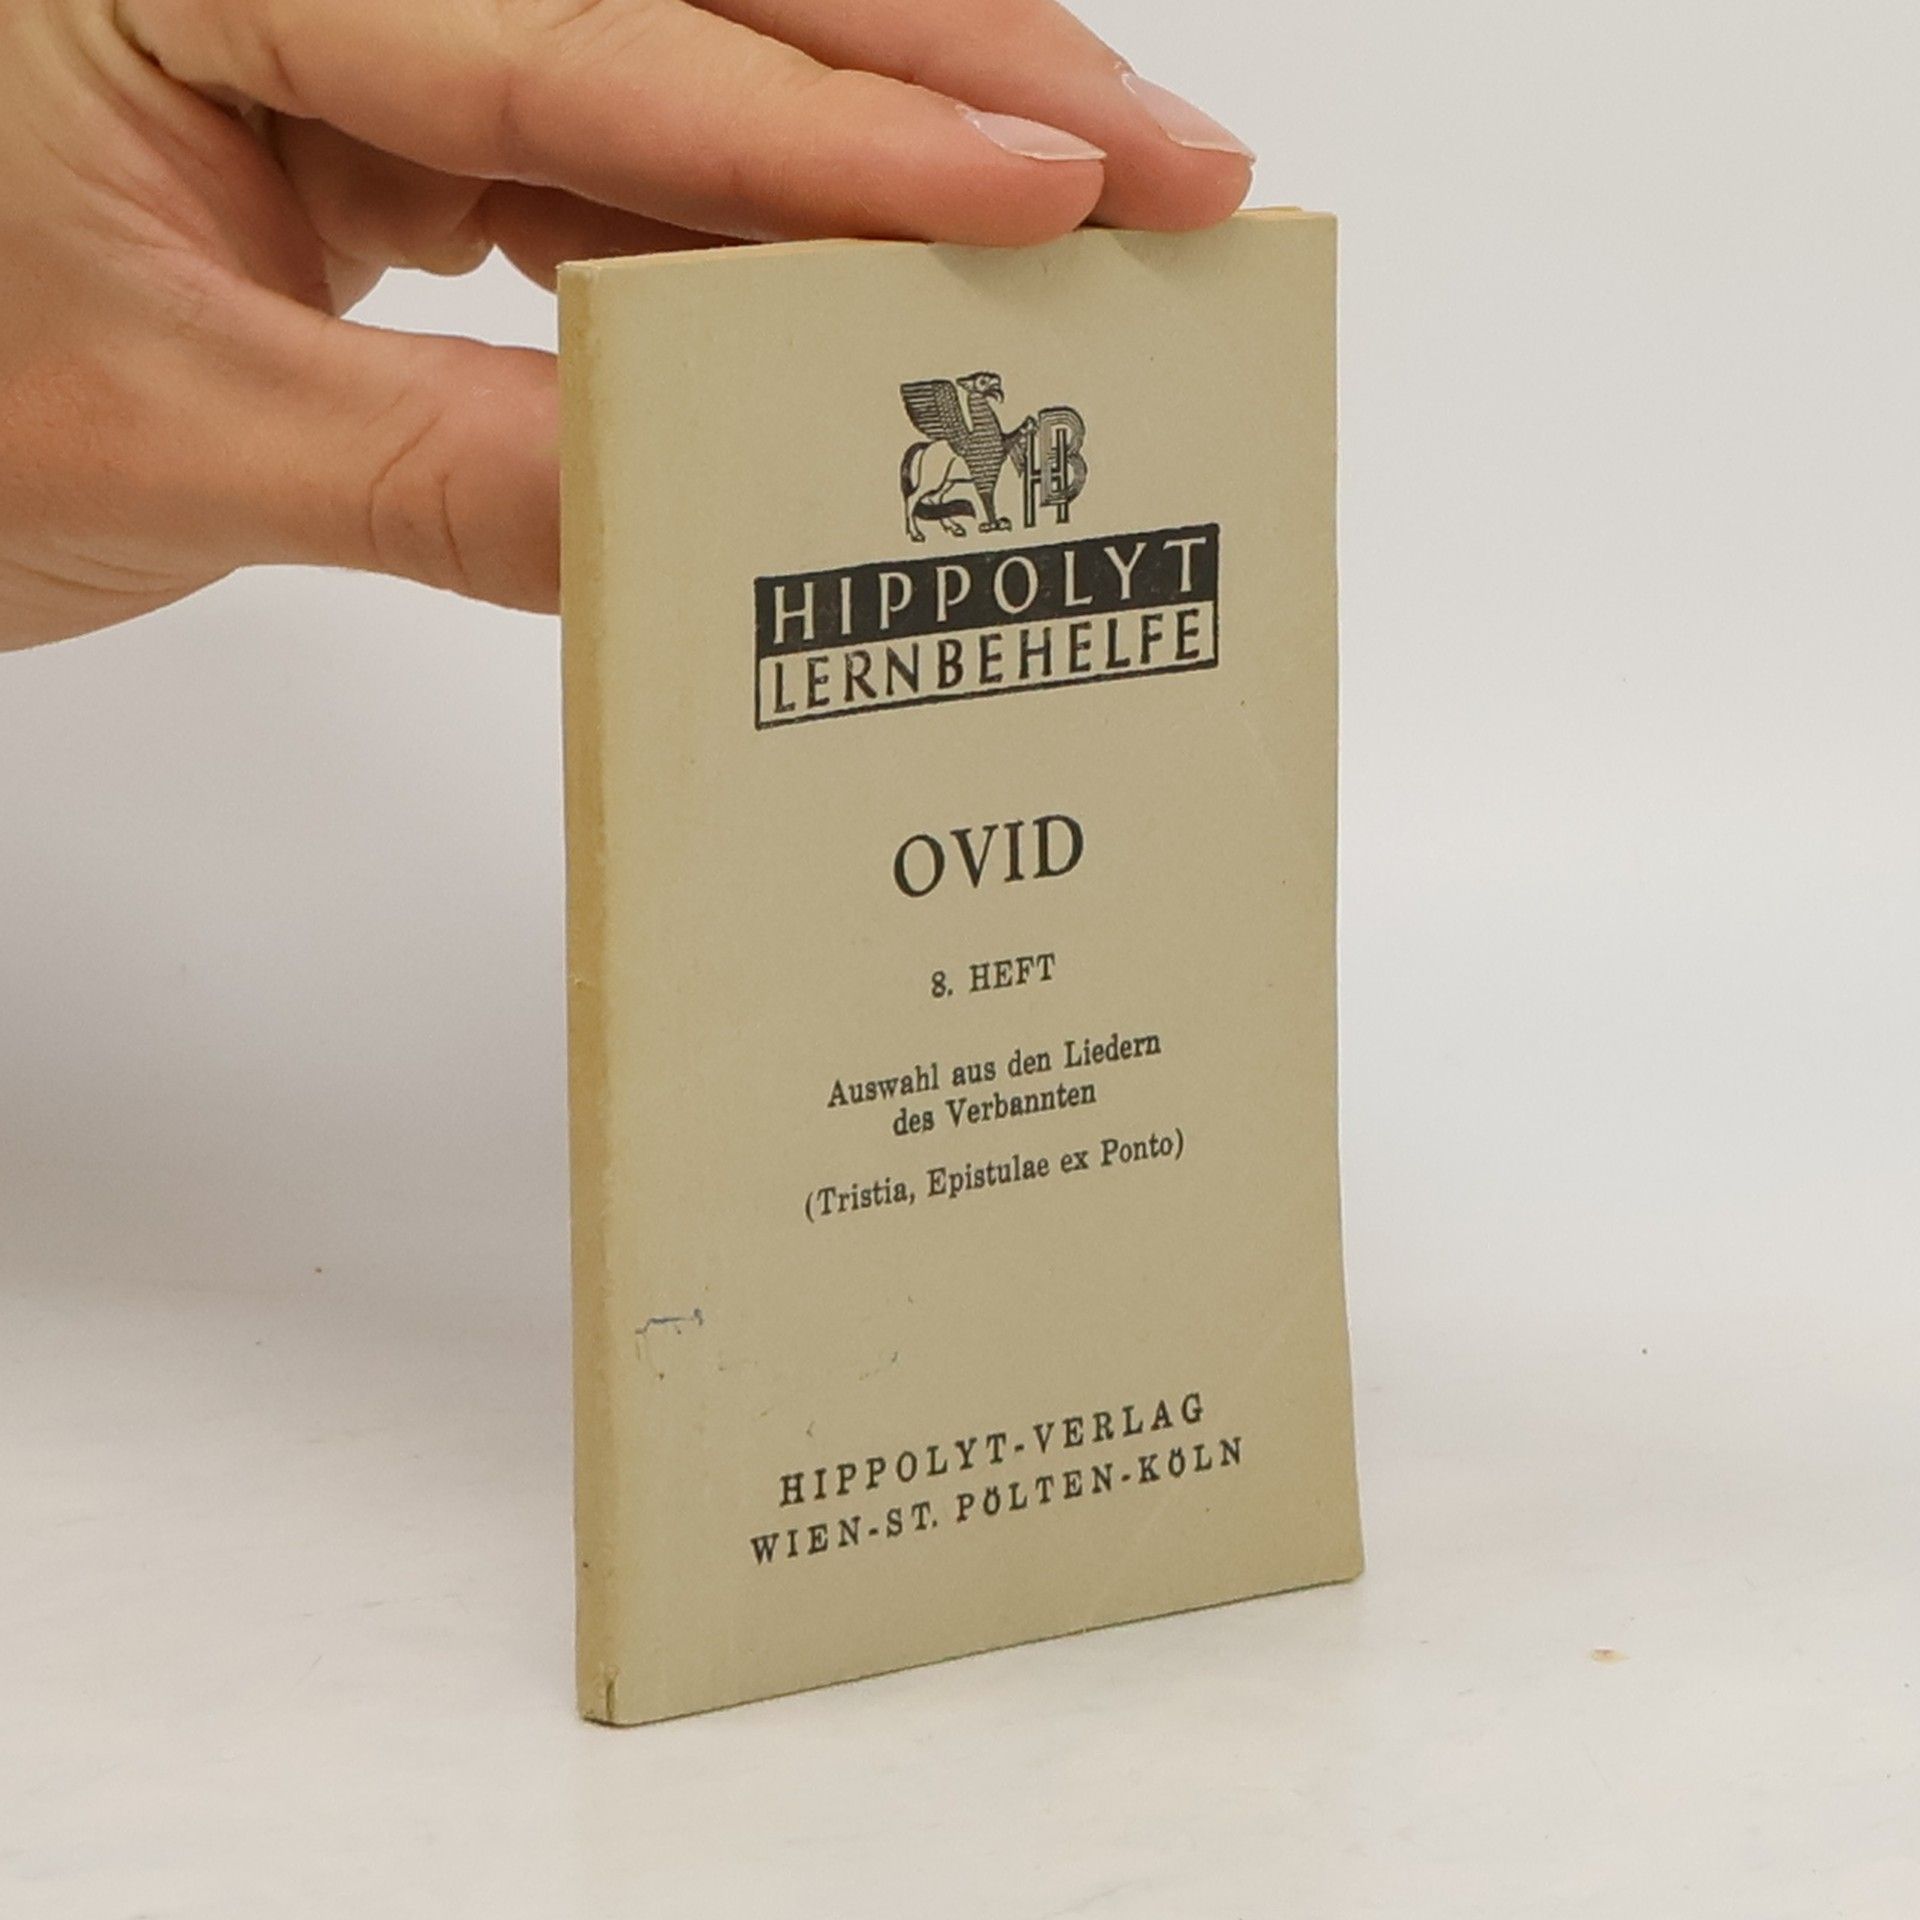 HB
HIPPOLYT
LERNBEHELFE
OVID
8. HEFT
Auswahl aus den Liedern
des Verbannten
(Tristia, Epistulae ex Ponto)
HIPPOLYT-VERLAG
WIEN-ST. PÖLTEN-KÖLN